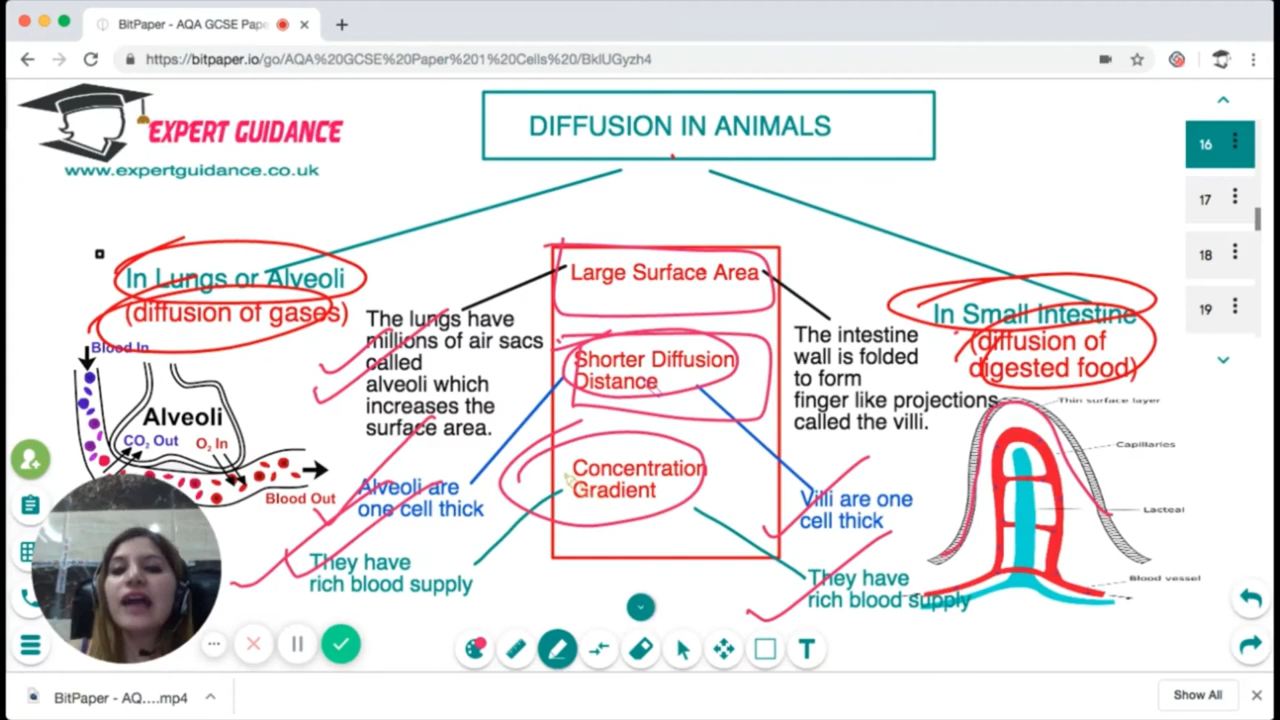 BitPaper - AQA GCSE Pape
https://bitpaper.io/go/AQA%20GCSE%20Paper%201%20Cells%20/BklUGyzh4
EXPERT GUIDANCE
www.expertguidance.co.uk
DIFFUSION IN ANIMALS
16
17
18
19
In Lungs or Alveoli
(diffusion of gases)
Blood In
Alveoli
CO2 Out
O2 In
Blood Out
The lungs have
millions of air sacs
called
alveoli which
increases the
surface area.
Alveoli are
one cell thick
They have
rich blood supply
Large Surface Area
Shorter Diffusion
Distance
Concentration
Gradient
The intestine
wall is folded
to form
finger like projections
called the villi.
Villi are one
cell thick
They have
rich blood supply
In Small Intestine
(diffusion of
digested food)
Thin surface layer
Capillaries
Lacteal
Blood vessel
T
BitPaper - AQ....mp4
Show All